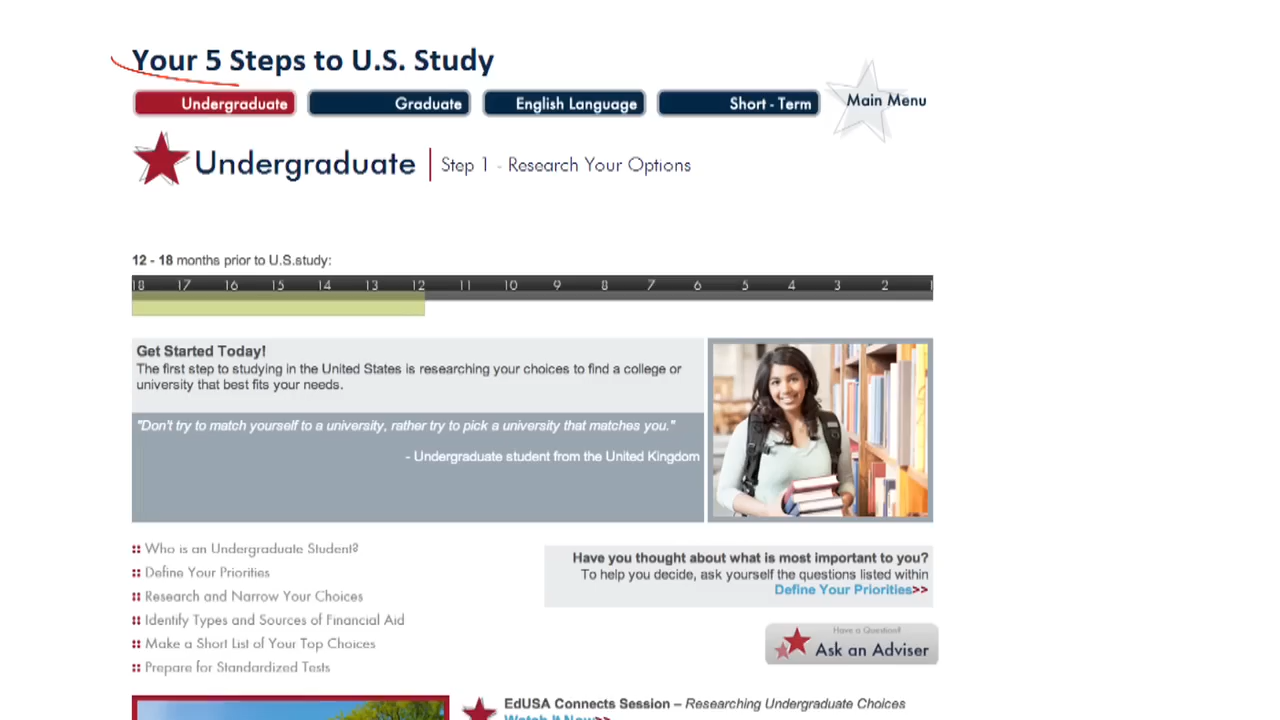 Your 5 Steps to U.S. Study
Undergraduate
Graduate
English Language
Short - Term
Main Menu
Undergraduate
Step 1 - Research Your Options
12 - 18 months prior to U.S.study:
18 17 16 15 14 13 12 11 10 9 8 7 6 5 4 3 2 1
Get Started Today!
The first step to studying in the United States is researching your choices to find a college or
university that best fits your needs.
"Don't try to match yourself to a university, rather try to pick a university that matches you."
- Undergraduate student from the United Kingdom
:: Who is an Undergraduate Student?
:: Define Your Priorities
:: Research and Narrow Your Choices
:: Identify Types and Sources of Financial Aid
:: Make a Short List of Your Top Choices
:: Prepare for Standardized Tests
Have you thought about what is most important to you?
To help you decide, ask yourself the questions listed within
Define Your Priorities>>
Have a Question?
Ask an Adviser
EdUSA Connects Session – Researching Undergraduate Choices
Watch It Now>>